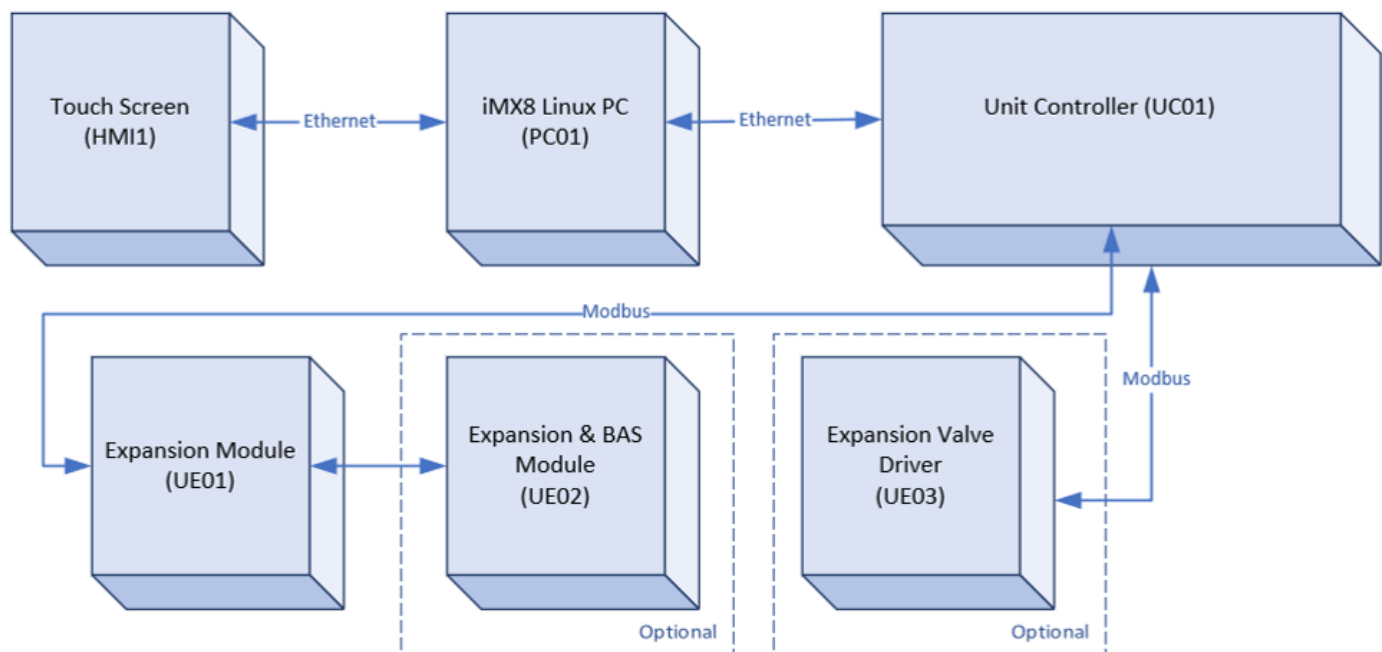 Touch Screen
(HMI1)
Ethernet
iMX8 Linux PC
(PC01)
Ethernet
Unit Controller (UC01)
Modbus
Modbus
Expansion Module
(UE01)
Expansion & BAS
Module
(UE02)
Optional
Expansion Valve
Driver
(UE03)
Optional